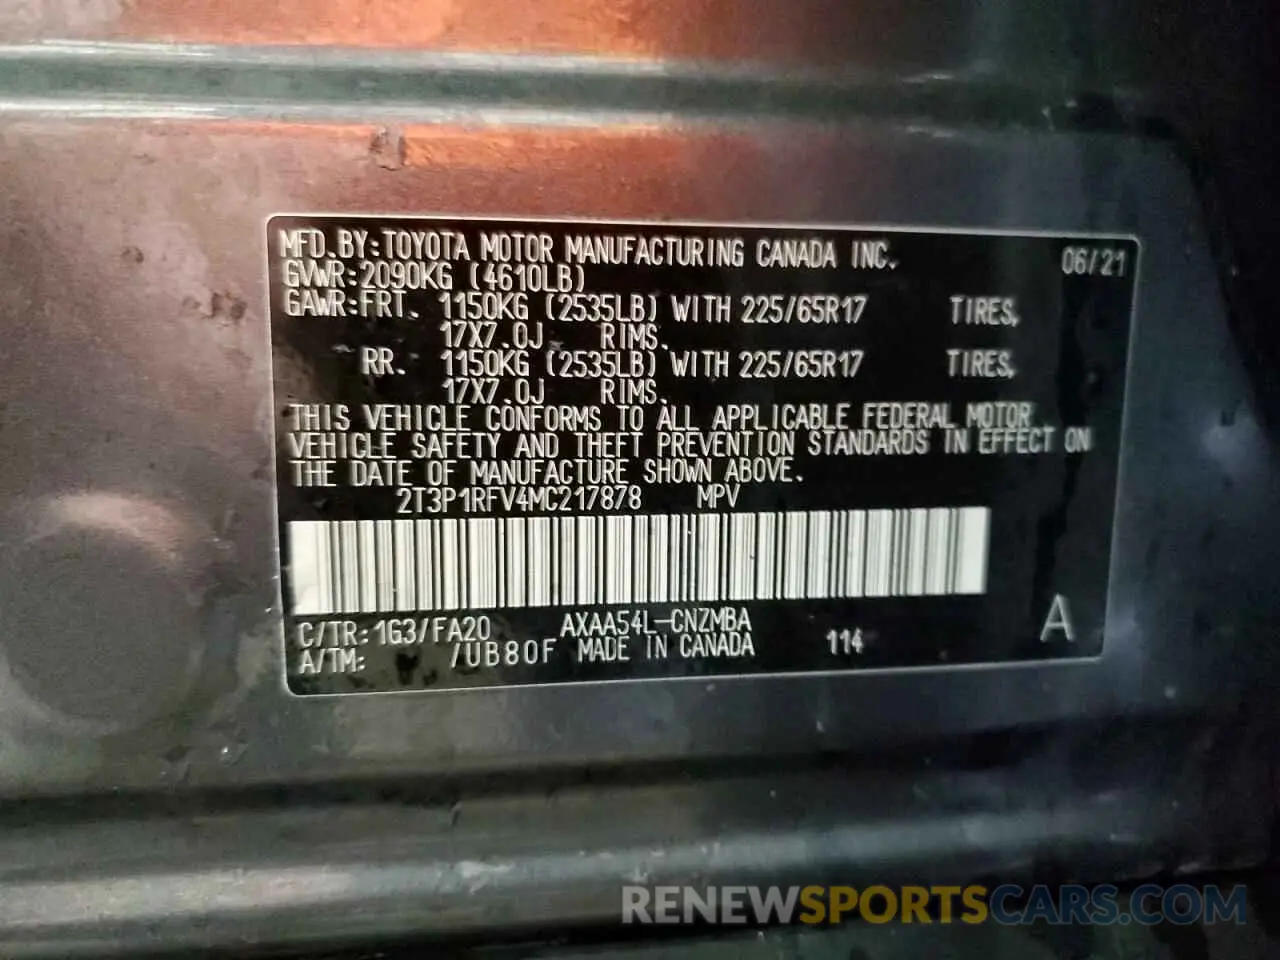 MFD.BY:TOYOTA MOTOR MANUFACTURING CANADA INC. 06/21
GVWR:2090KG (4610LB)
GAWR:FRT. 1150KG (2535LB) WITH 225/65R17 TIRES,
17X7.0J RIMS,
RR. 1150KG (2535LB) WITH 225/65R17 TIRES,
17X7.0J RIMS.
THIS VEHICLE CONFORMS TO ALL APPLICABLE FEDERAL MOTOR
VEHICLE SAFETY AND THEFT PREVENTION STANDARDS IN EFFECT ON
THE DATE OF MANUFACTURE SHOWN ABOVE.
2T3P1RFV4MC217878 MPV
C/TR:1G3/FA20 AXAA54L-CNZMBA
A/TM: /UB80F MADE IN CANADA 114 A
RENEWSPORTSCARS.COM